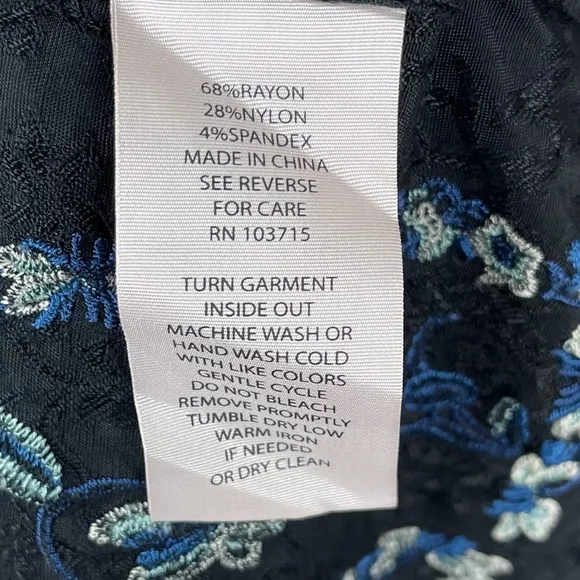 68%RAYON
28%NYLON
4%SPANDEX
MADE IN CHINA
SEE REVERSE
FOR CARE
RN 103715
TURN GARMENT
INSIDE OUT
MACHINE WASH OR
HAND WASH COLD
WITH LIKE COLORS
GENTLE CYCLE
DO NOT BLEACH
REMOVE PROMPTLY
TUMBLE DRY LOW
WARM IRON
IF NEEDED
OR DRY CLEAN